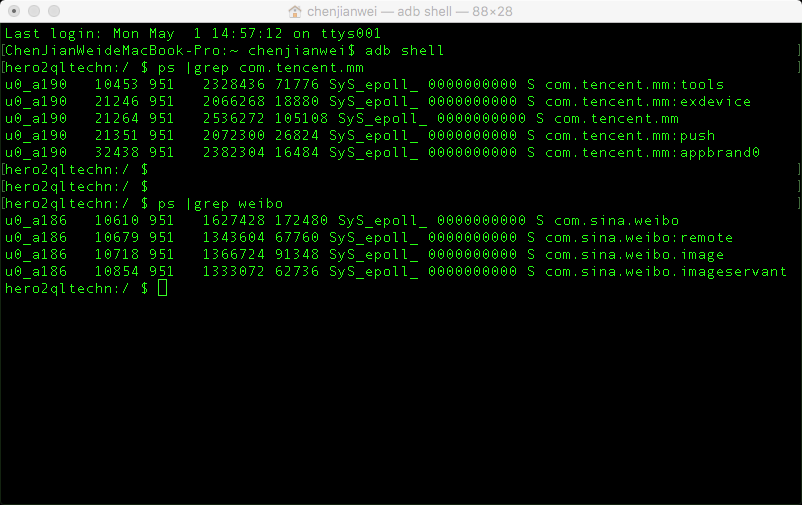 chenjianwei — adb shell — 88×28
Last login: Mon May  1 14:57:12 on ttys001
[ChenJianWeideMacBook-Pro:~ chenjianwei$ adb shell ]
[hero2qltechn:/ $ ps |grep com.tencent.mm ]
u0_a190   10453 951   2328436 71776 SyS_epoll_ 0000000000 S com.tencent.mm:tools
u0_a190   21246 951   2066268 18880 SyS_epoll_ 0000000000 S com.tencent.mm:exdevice
u0_a190   21264 951   2536272 105108 SyS_epoll_ 0000000000 S com.tencent.mm
u0_a190   21351 951   2072300 26824 SyS_epoll_ 0000000000 S com.tencent.mm:push
u0_a190   32438 951   2382304 16484 SyS_epoll_ 0000000000 S com.tencent.mm:appbrand0
[hero2qltechn:/ $ ]
[hero2qltechn:/ $ ]
[hero2qltechn:/ $ ps |grep weibo ]
u0_a186   10610 951   1627428 172480 SyS_epoll_ 0000000000 S com.sina.weibo
u0_a186   10679 951   1343604 67760 SyS_epoll_ 0000000000 S com.sina.weibo:remote
u0_a186   10718 951   1366724 91348 SyS_epoll_ 0000000000 S com.sina.weibo.image
u0_a186   10854 951   1333072 62736 SyS_epoll_ 0000000000 S com.sina.weibo.imageservant
hero2qltechn:/ $